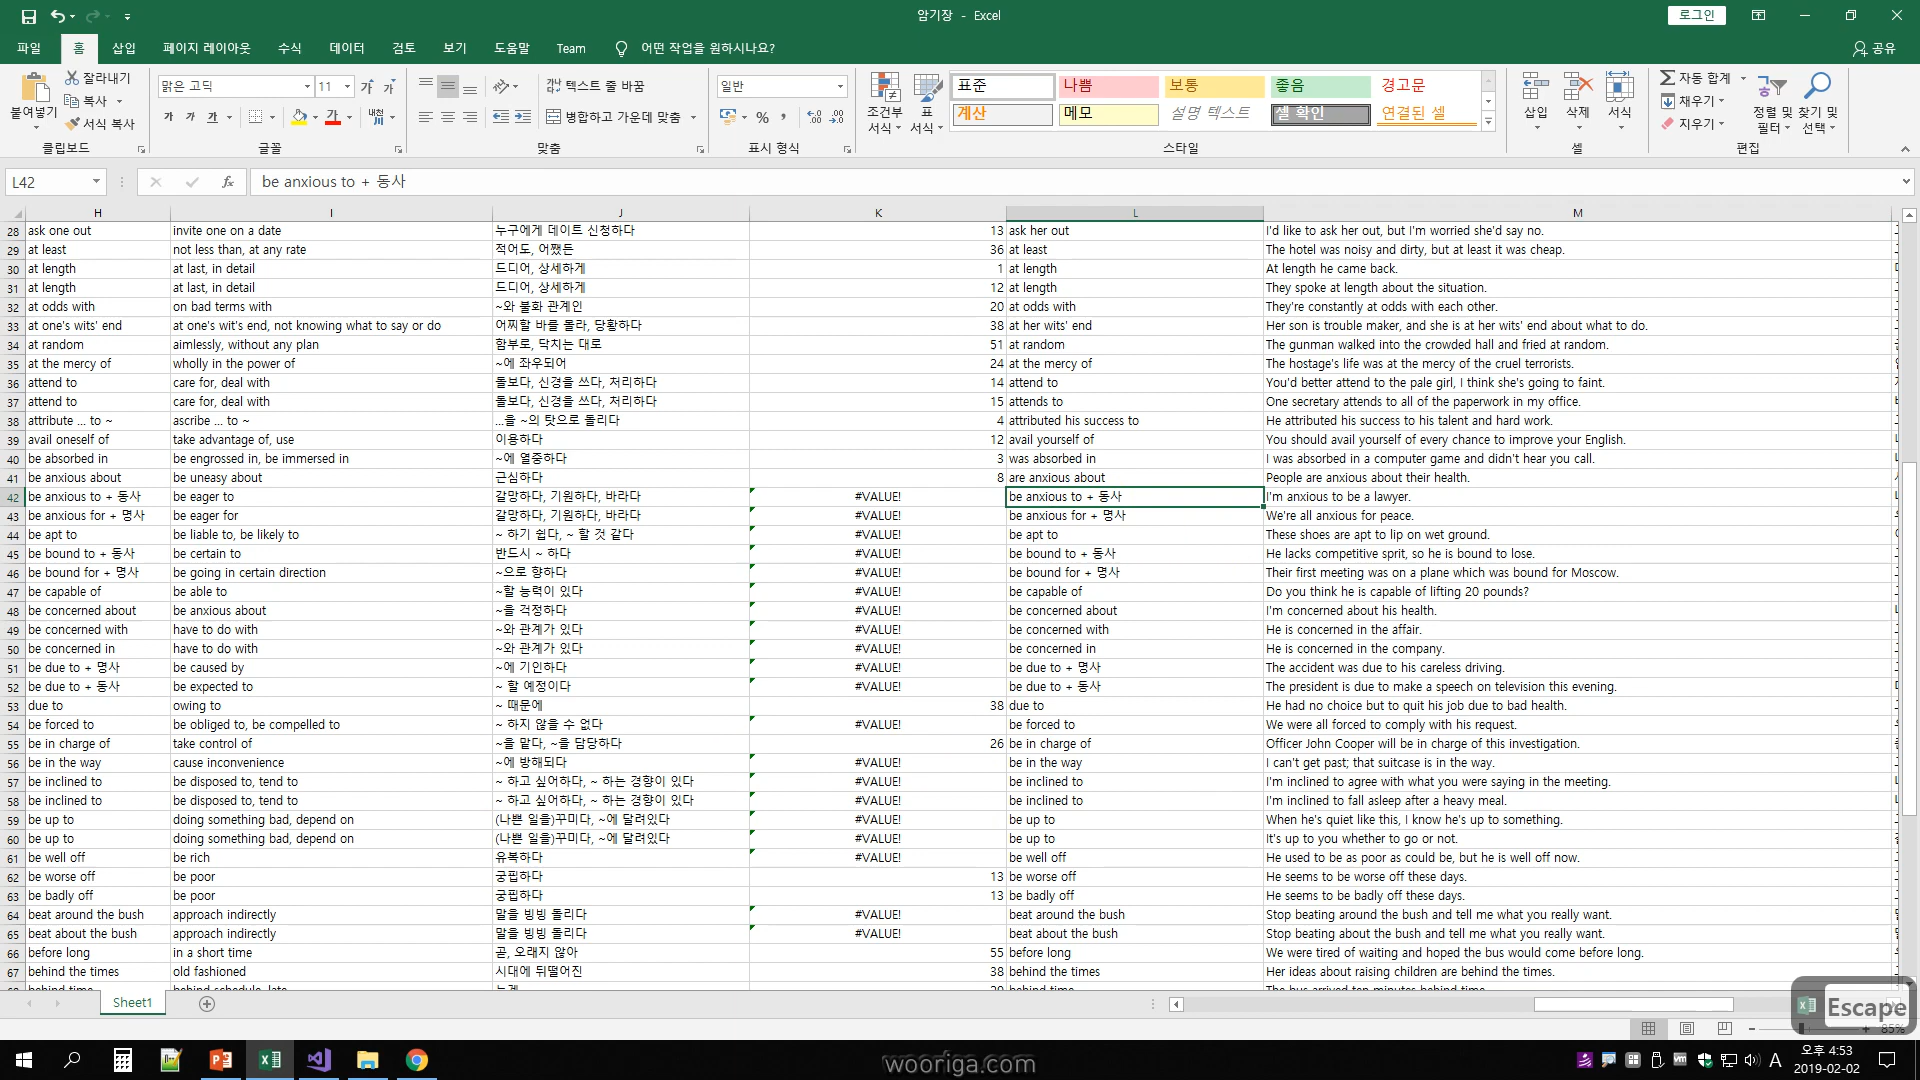 암기장 - Excel
로그인
파일 홈 삽입 페이지 레이아웃 수식 데이터 검토 보기 도움말 Team 어떤 작업을 원하시나요? 공유
붙여넣기 잘라내기 복사 서식 복사 클립보드
맑은 고딕 11 가 가 가 가 가 가 내천 글꼴
텍스트 줄 바꿈 병합하고 가운데 맞춤 맞춤
일반 % 표시 형식
조건부 서식 표 서식
표준 나쁨 보통 좋음 경고문
계산 메모 설명 텍스트 셀 확인 연결된 셀
스타일
삽입 삭제 서식 셀
자동 합계 채우기 지우기 정렬 및 필터 찾기 및 선택 편집
L42 fx be anxious to + 동사
H I J K L M
28 ask one out invite one on a date 누구에게 데이트 신청하다 13 ask her out I'd like to ask her out, but I'm worried she'd say no.
29 at least not less than, at any rate 적어도, 어쨌든 36 at least The hotel was noisy and dirty, but at least it was cheap.
30 at length at last, in detail 드디어, 상세하게 1 at length At length he came back.
31 at length at last, in detail 드디어, 상세하게 12 at length They spoke at length about the situation.
32 at odds with on bad terms with ~와 불화 관계인 20 at odds with They're constantly at odds with each other.
33 at one's wits' end at one's wit's end, not knowing what to say or do 어찌할 바를 몰라, 당황하다 38 at her wits' end Her son is trouble maker, and she is at her wits' end about what to do.
34 at random aimlessly, without any plan 함부로, 닥치는 대로 51 at random The gunman walked into the crowded hall and fried at random.
35 at the mercy of wholly in the power of ~에 좌우되어 24 at the mercy of The hostage's life was at the mercy of the cruel terrorists.
36 attend to care for, deal with 돌보다, 신경을 쓰다, 처리하다 14 attend to You'd better attend to the pale girl, I think she's going to faint.
37 attend to care for, deal with 돌보다, 신경을 쓰다, 처리하다 15 attends to One secretary attends to all of the paperwork in my office.
38 attribute ... to ~ ascribe ... to ~ ...을 ~의 탓으로 돌리다 4 attributed his success to He attributed his success to his talent and hard work.
39 avail oneself of take advantage of, use 이용하다 12 avail yourself of You should avail yourself of every chance to improve your English.
40 be absorbed in be engrossed in, be immersed in ~에 열중하다 3 was absorbed in I was absorbed in a computer game and didn't hear you call.
41 be anxious about be uneasy about 근심하다 8 are anxious about People are anxious about their health.
42 be anxious to + 동사 be eager to 갈망하다, 기원하다, 바라다 #VALUE! be anxious to + 동사 I'm anxious to be a lawyer.
43 be anxious for + 명사 be eager for 갈망하다, 기원하다, 바라다 #VALUE! be anxious for + 명사 We're all anxious for peace.
44 be apt to be liable to, be likely to ~ 하기 쉽다, ~ 할 것 같다 #VALUE! be apt to These shoes are apt to lip on wet ground.
45 be bound to + 동사 be certain to 반드시 ~ 하다 #VALUE! be bound to + 동사 He lacks competitive sprit, so he is bound to lose.
46 be bound for + 명사 be going in certain direction ~으로 향하다 #VALUE! be bound for + 명사 Their first meeting was on a plane which was bound for Moscow.
47 be capable of be able to ~할 능력이 있다 #VALUE! be capable of Do you think he is capable of lifting 20 pounds?
48 be concerned about be anxious about ~을 걱정하다 #VALUE! be concerned about I'm concerned about his health.
49 be concerned with have to do with ~와 관계가 있다 #VALUE! be concerned with He is concerned in the affair.
50 be concerned in have to do with ~와 관계가 있다 #VALUE! be concerned in He is concerned in the company.
51 be due to + 명사 be caused by ~에 기인하다 #VALUE! be due to + 명사 The accident was due to his careless driving.
52 be due to + 동사 be expected to ~ 할 예정이다 #VALUE! be due to + 동사 The president is due to make a speech on television this evening.
53 due to owing to ~ 때문에 38 due to He had no choice but to quit his job due to bad health.
54 be forced to be obliged to, be compelled to ~ 하지 않을 수 없다 #VALUE! be forced to We were all forced to comply with his request.
55 be in charge of take control of ~을 맡다, ~을 담당하다 26 be in charge of Officer John Cooper will be in charge of this investigation.
56 be in the way cause inconvenience ~에 방해되다 #VALUE! be in the way I can't get past; that suitcase is in the way.
57 be inclined to be disposed to, tend to ~ 하고 싶어하다, ~ 하는 경향이 있다 #VALUE! be inclined to I'm inclined to agree with what you were saying in the meeting.
58 be inclined to be disposed to, tend to ~ 하고 싶어하다, ~ 하는 경향이 있다 #VALUE! be inclined to I'm inclined to fall asleep after a heavy meal.
59 be up to doing something bad, depend on (나쁜 일을)꾸미다, ~에 달려있다 #VALUE! be up to When he's quiet like this, I know he's up to something.
60 be up to doing something bad, depend on (나쁜 일을)꾸미다, ~에 달려있다 #VALUE! be up to It's up to you whether to go or not.
61 be well off be rich 유복하다 #VALUE! be well off He used to be as poor as could be, but he is well off now.
62 be worse off be poor 궁핍하다 13 be worse off He seems to be worse off these days.
63 be badly off be poor 궁핍하다 13 be badly off He seems to be badly off these days.
64 beat around the bush approach indirectly 말을 빙빙 돌리다 #VALUE! beat around the bush Stop beating around the bush and tell me what you really want.
65 beat about the bush approach indirectly 말을 빙빙 돌리다 #VALUE! beat about the bush Stop beating about the bush and tell me what you really want.
66 before long in a short time 곧, 오래지 않아 55 before long We were tired of waiting and hoped the bus would come before long.
67 behind the times old fashioned 시대에 뒤떨어진 38 behind the times Her ideas about raising children are behind the times.
Sheet1
Escape
85%
wooriga.com
A 오후 4:53
2019-02-02